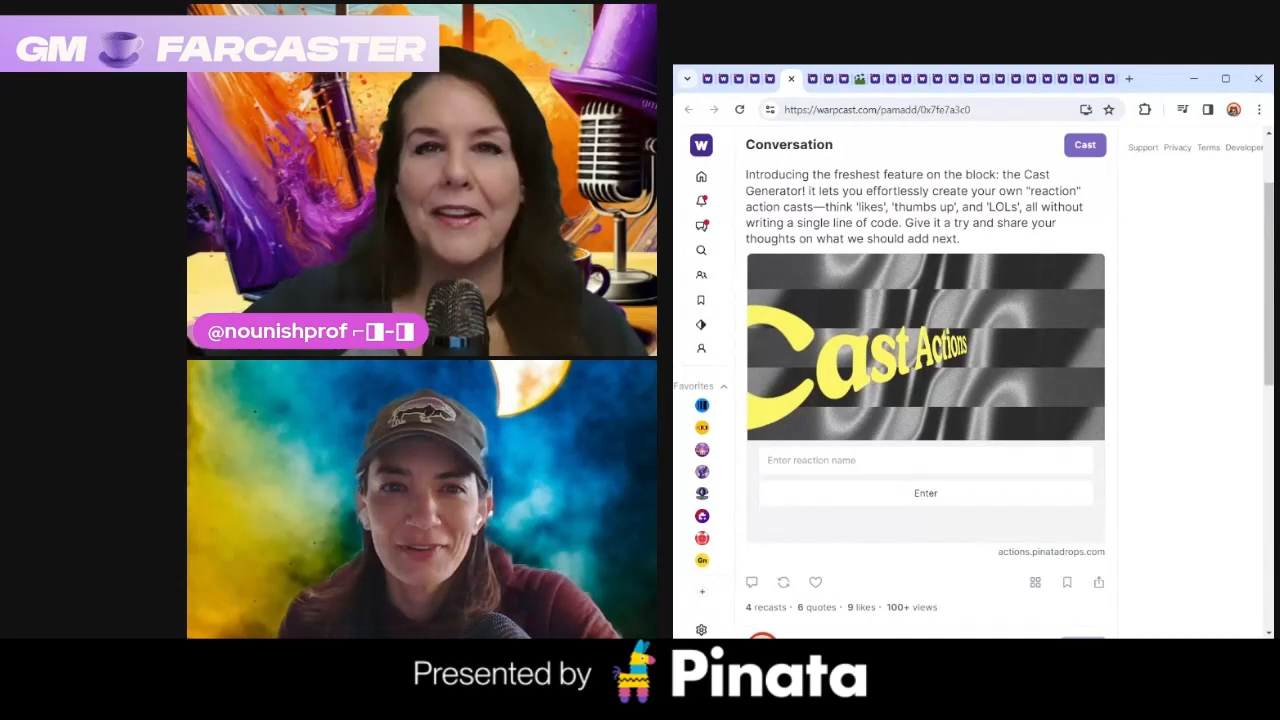 GM FARCASTER
@nounishprof ⌐◨-◨
https://warpcast.com/pamadd/0x7fe7a3c0
W
Conversation
Cast
Support Privacy Terms Developer
Introducing the freshest feature on the block: the Cast
Generator! it lets you effortlessly create your own "reaction"
action casts—think 'likes', 'thumbs up', and 'LOLs', all without
writing a single line of code. Give it a try and share your
thoughts on what we should add next.
Cast Actions
Favorites
Enter reaction name
Enter
Gm
actions.pinatadrops.com
4 recasts · 6 quotes · 9 likes · 100+ views
Presented by Pinata